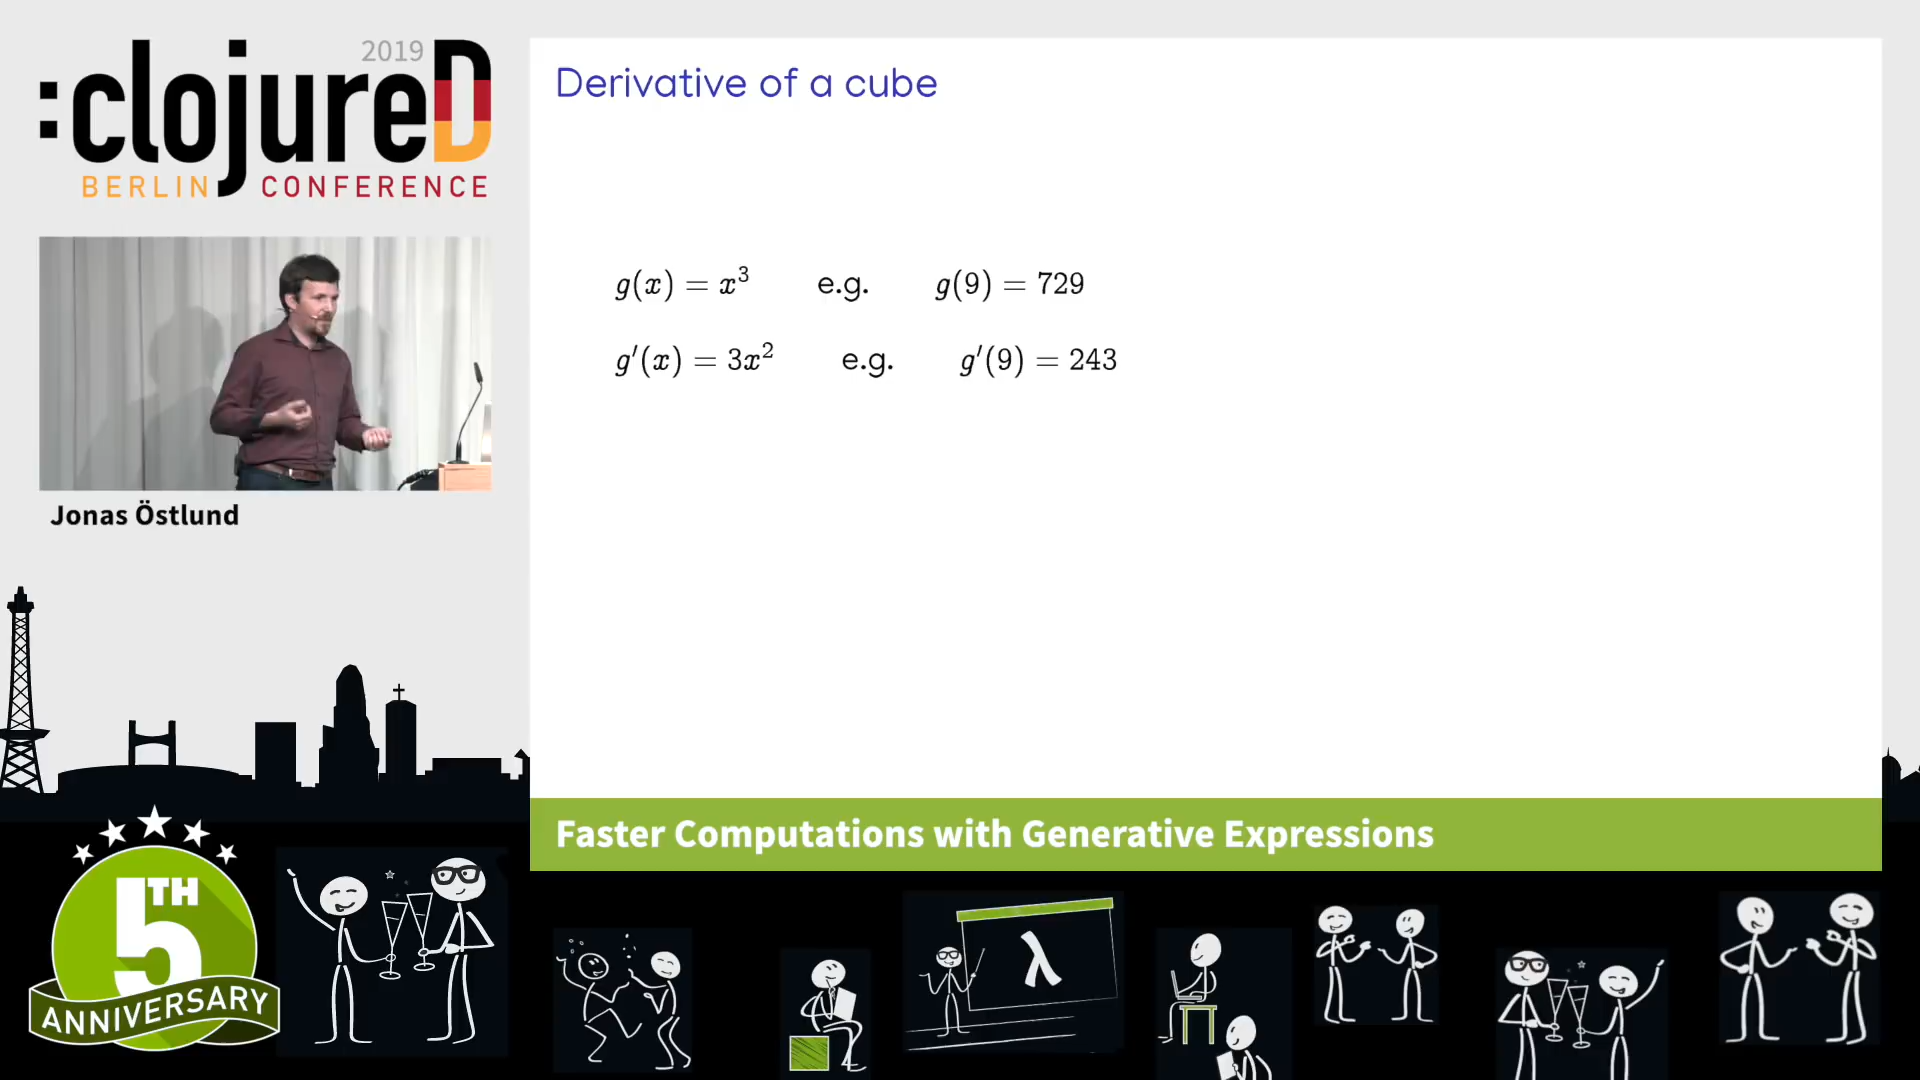 2019
:clojureD
BERLIN CONFERENCE
Jonas Östlund
Derivative of a cube
g(x) = x³ e.g. g(9) = 729
g′(x) = 3x² e.g. g′(9) = 243
Faster Computations with Generative Expressions
5TH
ANNIVERSARY
λ